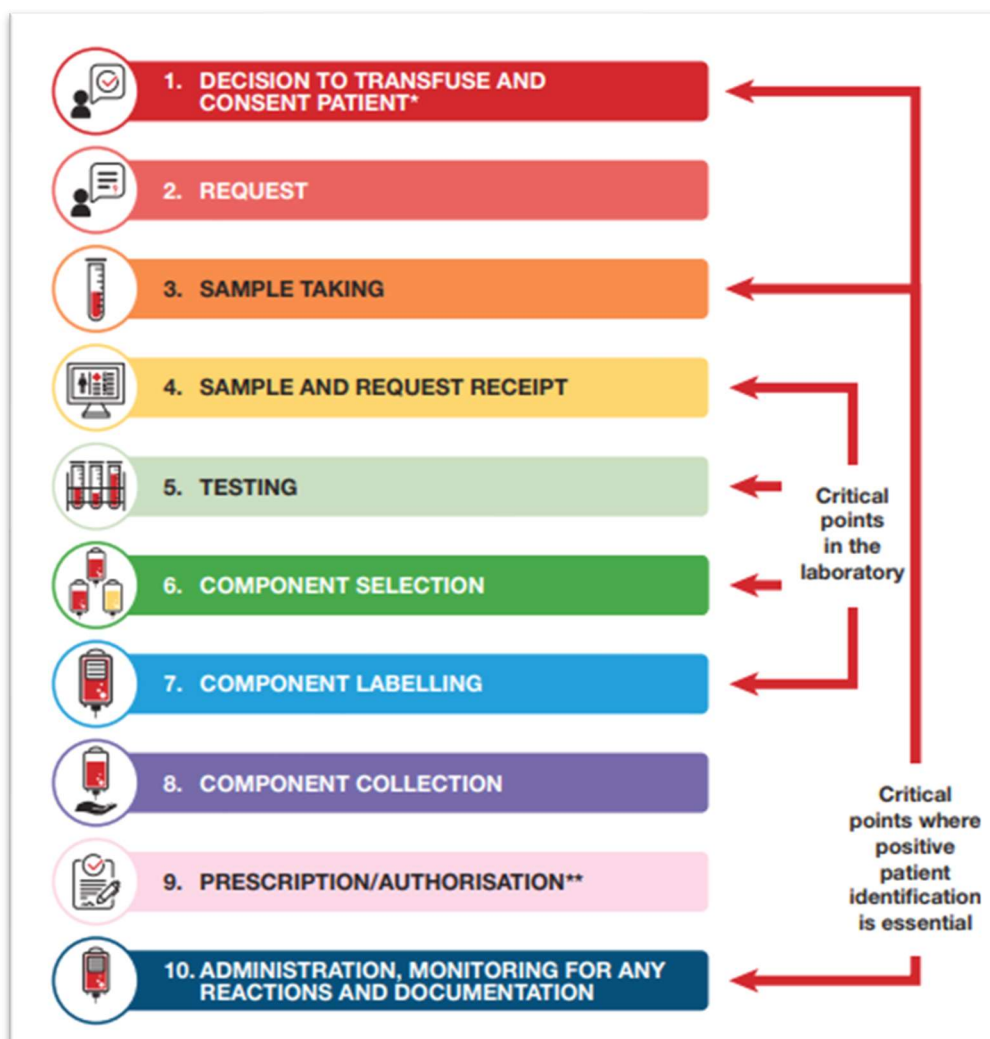 1. DECISION TO TRANSFUSE AND
CONSENT PATIENT*
2. REQUEST
3. SAMPLE TAKING
4. SAMPLE AND REQUEST RECEIPT
5. TESTING
6. COMPONENT SELECTION
7. COMPONENT LABELLING
8. COMPONENT COLLECTION
9. PRESCRIPTION/AUTHORISATION**
10. ADMINISTRATION, MONITORING FOR ANY
REACTIONS AND DOCUMENTATION
Critical
points
in the
laboratory
Critical
points where
positive
patient
identification
is essential